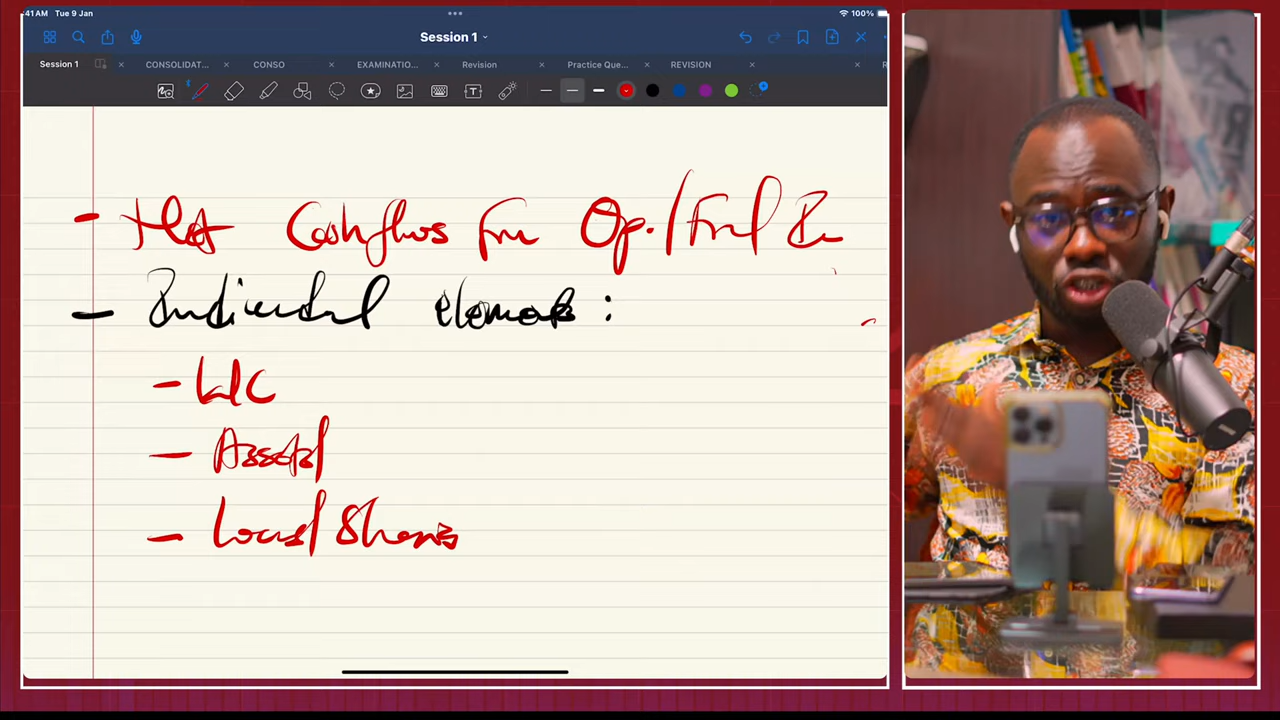 41 AM Tue 9 Jan 100%
Session 1
Session 1 CONSOLIDAT... CONSO EXAMINATIO... Revision Practice Que... REVISION
- Net Cashflows from Op./Fin/
- Individual elements:
- WC
- Assets
- Loans/Shares